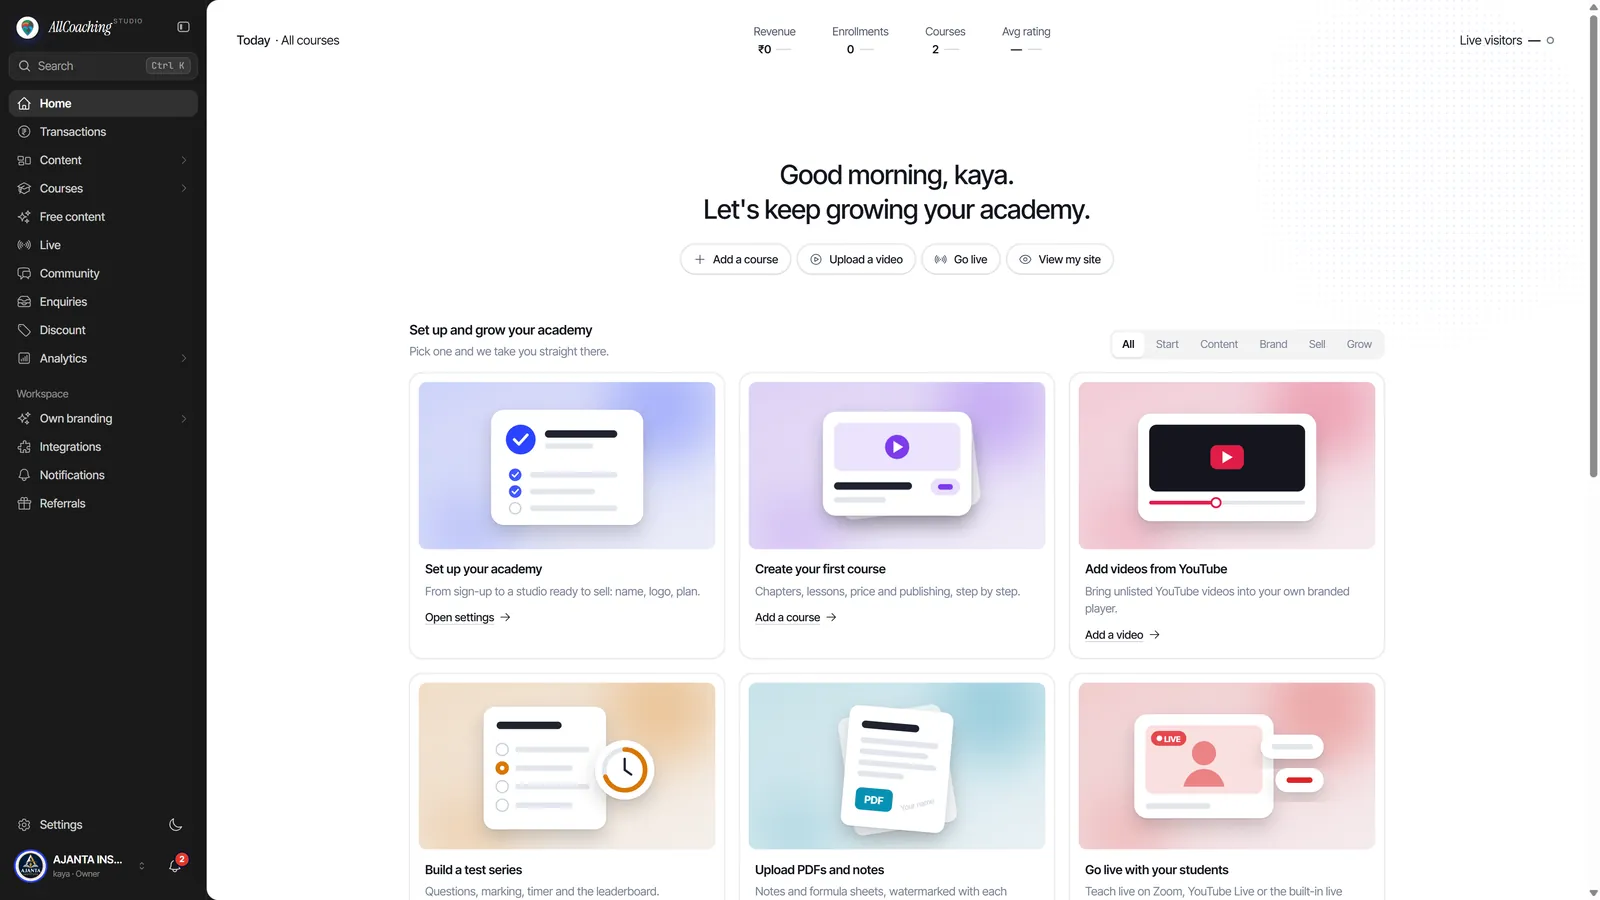 AllCoaching STUDIO
Search Ctrl K
Home
Transactions
Content
Courses
Free content
Live
Community
Enquiries
Discount
Analytics
Workspace
Own branding
Integrations
Notifications
Referrals
Settings
AJANTA INS...
kaya · Owner
2
AJANTA
Today · All courses
Revenue Enrollments Courses Avg rating
₹0 — 0 — 2 — — —
Live visitors —
Good morning, kaya.
Let's keep growing your academy.
Add a course Upload a video Go live View my site
Set up and grow your academy
Pick one and we take you straight there.
All Start Content Brand Sell Grow
Set up your academy
From sign-up to a studio ready to sell: name, logo, plan.
Open settings →
Create your first course
Chapters, lessons, price and publishing, step by step.
Add a course →
Add videos from YouTube
Bring unlisted YouTube videos into your own branded
player.
Add a video →
Build a test series
Questions, marking, timer and the leaderboard.
PDF
Your name
Upload PDFs and notes
Notes and formula sheets, watermarked with each
LIVE
Go live with your students
Teach live on Zoom, YouTube Live or the built-in live